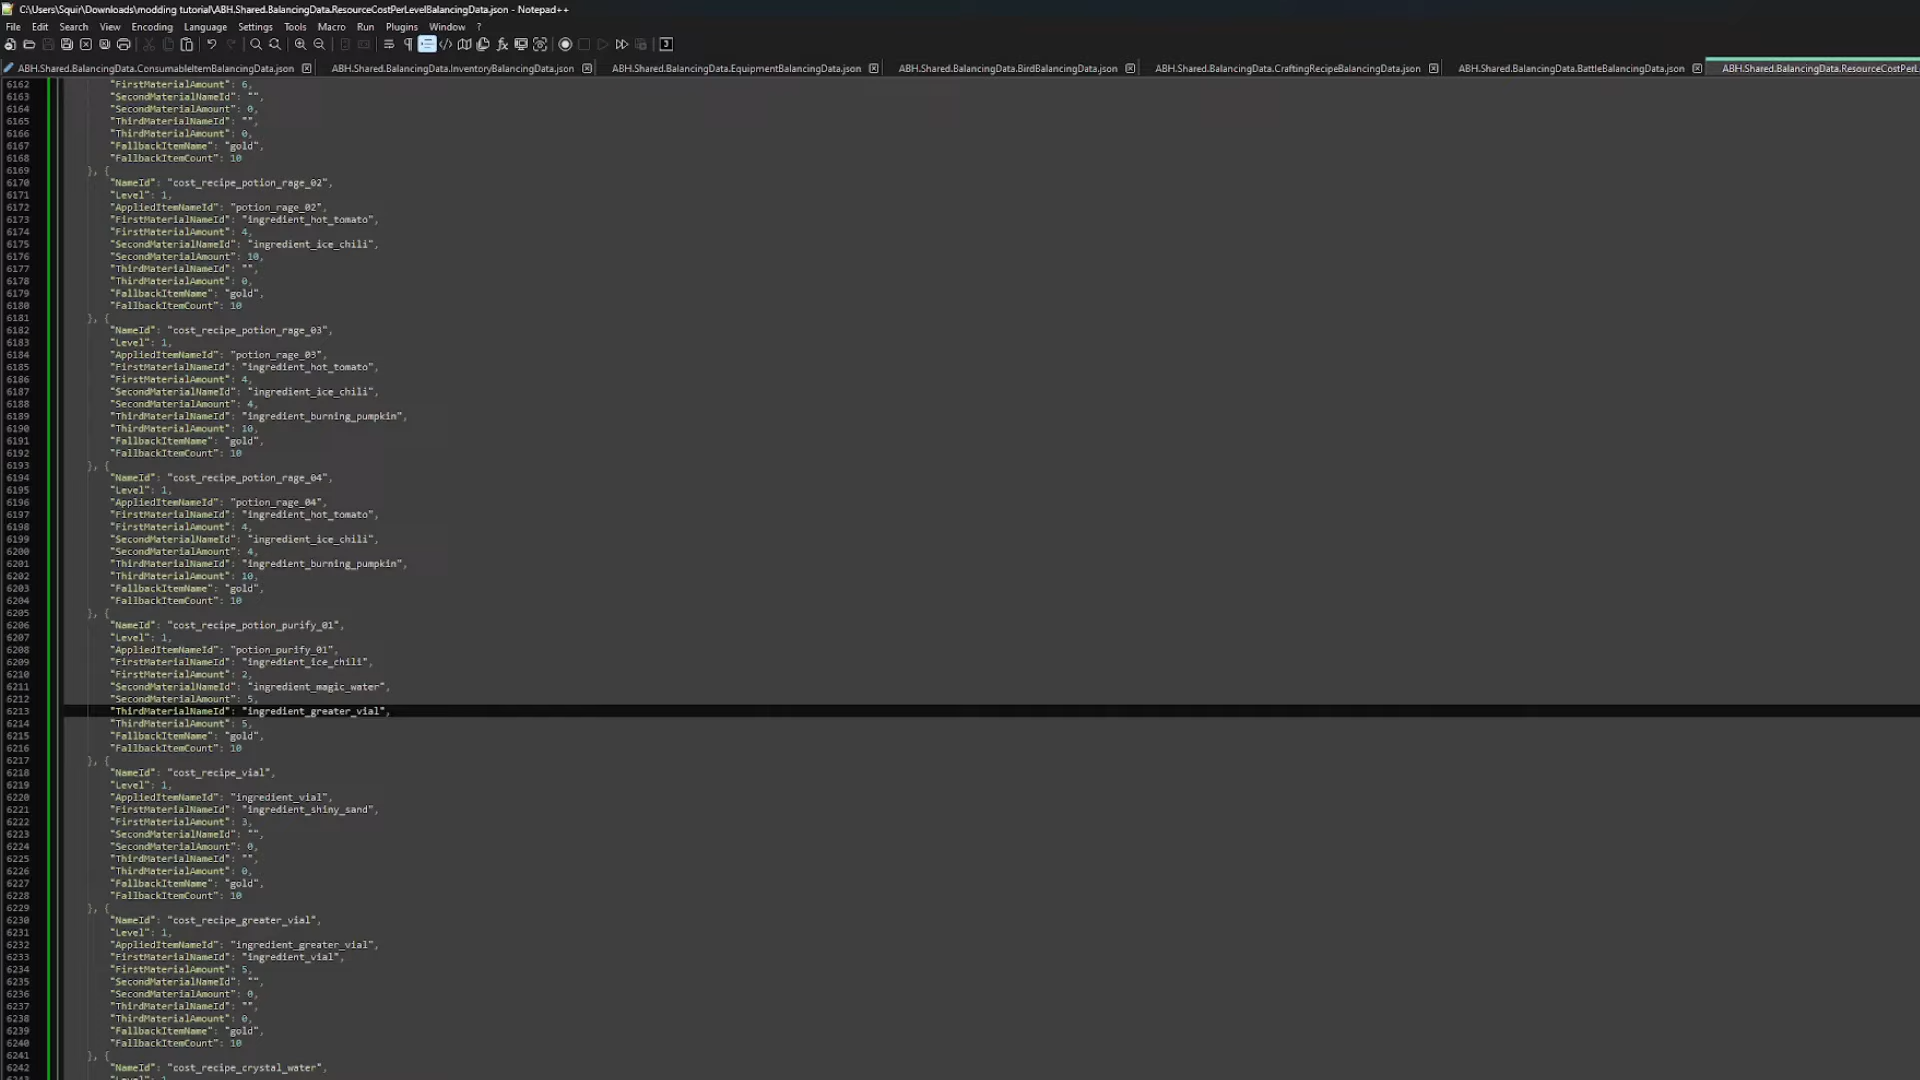 C:\Users\Squir\Downloads\modding tutorial\ABH.Shared.BalancingData.ResourceCostPerLevelBalancingData.json - Notepad++
File Edit Search View Encoding Language Settings Tools Macro Run Plugins Window ?
ABH.Shared.BalancingData.ConsumableItemBalancingData.json ABH.Shared.BalancingData.InventoryBalancingData.json ABH.Shared.BalancingData.EquipmentBalancingData.json ABH.Shared.BalancingData.BirdBalancingData.json ABH.Shared.BalancingData.CraftingRecipeBalancingData.json ABH.Shared.BalancingData.BattleBalancingData.json ABH.Shared.BalancingData.ResourceCostPerL
6162 "FirstMaterialAmount": 6,
6163 "SecondMaterialNameId": "",
6164 "SecondMaterialAmount": 0,
6165 "ThirdMaterialNameId": "",
6166 "ThirdMaterialAmount": 0,
6167 "FallbackItemName": "gold",
6168 "FallbackItemCount": 10
6169 }, {
6170 "NameId": "cost_recipe_potion_rage_02",
6171 "Level": 1,
6172 "AppliedItemNameId": "potion_rage_02",
6173 "FirstMaterialNameId": "ingredient_hot_tomato",
6174 "FirstMaterialAmount": 4,
6175 "SecondMaterialNameId": "ingredient_ice_chili",
6176 "SecondMaterialAmount": 10,
6177 "ThirdMaterialNameId": "",
6178 "ThirdMaterialAmount": 0,
6179 "FallbackItemName": "gold",
6180 "FallbackItemCount": 10
6181 }, {
6182 "NameId": "cost_recipe_potion_rage_03",
6183 "Level": 1,
6184 "AppliedItemNameId": "potion_rage_03",
6185 "FirstMaterialNameId": "ingredient_hot_tomato",
6186 "FirstMaterialAmount": 4,
6187 "SecondMaterialNameId": "ingredient_ice_chili",
6188 "SecondMaterialAmount": 4,
6189 "ThirdMaterialNameId": "ingredient_burning_pumpkin",
6190 "ThirdMaterialAmount": 10,
6191 "FallbackItemName": "gold",
6192 "FallbackItemCount": 10
6193 }, {
6194 "NameId": "cost_recipe_potion_rage_04",
6195 "Level": 1,
6196 "AppliedItemNameId": "potion_rage_04",
6197 "FirstMaterialNameId": "ingredient_hot_tomato",
6198 "FirstMaterialAmount": 4,
6199 "SecondMaterialNameId": "ingredient_ice_chili",
6200 "SecondMaterialAmount": 4,
6201 "ThirdMaterialNameId": "ingredient_burning_pumpkin",
6202 "ThirdMaterialAmount": 10,
6203 "FallbackItemName": "gold",
6204 "FallbackItemCount": 10
6205 }, {
6206 "NameId": "cost_recipe_potion_purify_01",
6207 "Level": 1,
6208 "AppliedItemNameId": "potion_purify_01",
6209 "FirstMaterialNameId": "ingredient_ice_chili",
6210 "FirstMaterialAmount": 2,
6211 "SecondMaterialNameId": "ingredient_magic_water",
6212 "SecondMaterialAmount": 5,
6213 "ThirdMaterialNameId": "ingredient_greater_vial",
6214 "ThirdMaterialAmount": 5,
6215 "FallbackItemName": "gold",
6216 "FallbackItemCount": 10
6217 }, {
6218 "NameId": "cost_recipe_vial",
6219 "Level": 1,
6220 "AppliedItemNameId": "ingredient_vial",
6221 "FirstMaterialNameId": "ingredient_shiny_sand",
6222 "FirstMaterialAmount": 3,
6223 "SecondMaterialNameId": "",
6224 "SecondMaterialAmount": 0,
6225 "ThirdMaterialNameId": "",
6226 "ThirdMaterialAmount": 0,
6227 "FallbackItemName": "gold",
6228 "FallbackItemCount": 10
6229 }, {
6230 "NameId": "cost_recipe_greater_vial",
6231 "Level": 1,
6232 "AppliedItemNameId": "ingredient_greater_vial",
6233 "FirstMaterialNameId": "ingredient_vial",
6234 "FirstMaterialAmount": 5,
6235 "SecondMaterialNameId": "",
6236 "SecondMaterialAmount": 0,
6237 "ThirdMaterialNameId": "",
6238 "ThirdMaterialAmount": 0,
6239 "FallbackItemName": "gold",
6240 "FallbackItemCount": 10
6241 }, {
6242 "NameId": "cost_recipe_crystal_water",